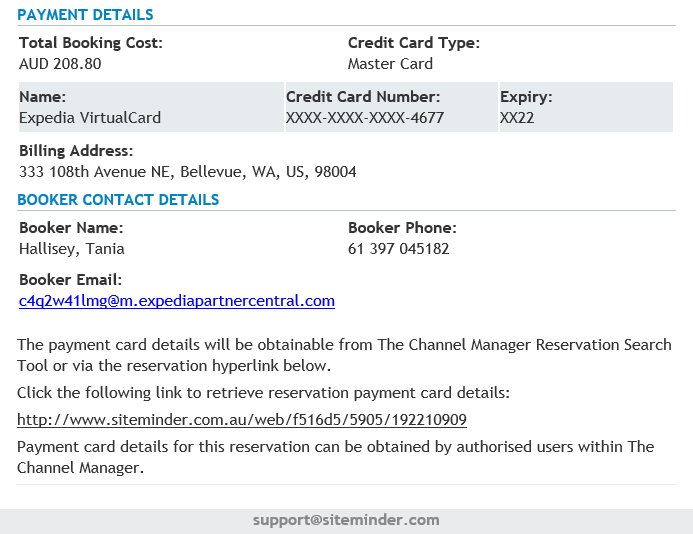 PAYMENT DETAILS
Total Booking Cost: Credit Card Type:
AUD 208.80 Master Card
Name: Credit Card Number: Expiry:
Expedia VirtualCard XXXX-XXXX-XXXX-4677 XX22
Billing Address:
333 108th Avenue NE, Bellevue, WA, US, 98004
BOOKER CONTACT DETAILS
Booker Name: Booker Phone:
Hallisey, Tania 61 397 045182
Booker Email:
c4q2w41lmg@m.expediapartnercentral.com
The payment card details will be obtainable from The Channel Manager Reservation Search
Tool or via the reservation hyperlink below.
Click the following link to retrieve reservation payment card details:
http://www.siteminder.com.au/web/f516d5/5905/192210909
Payment card details for this reservation can be obtained by authorised users within The
Channel Manager.
support@siteminder.com